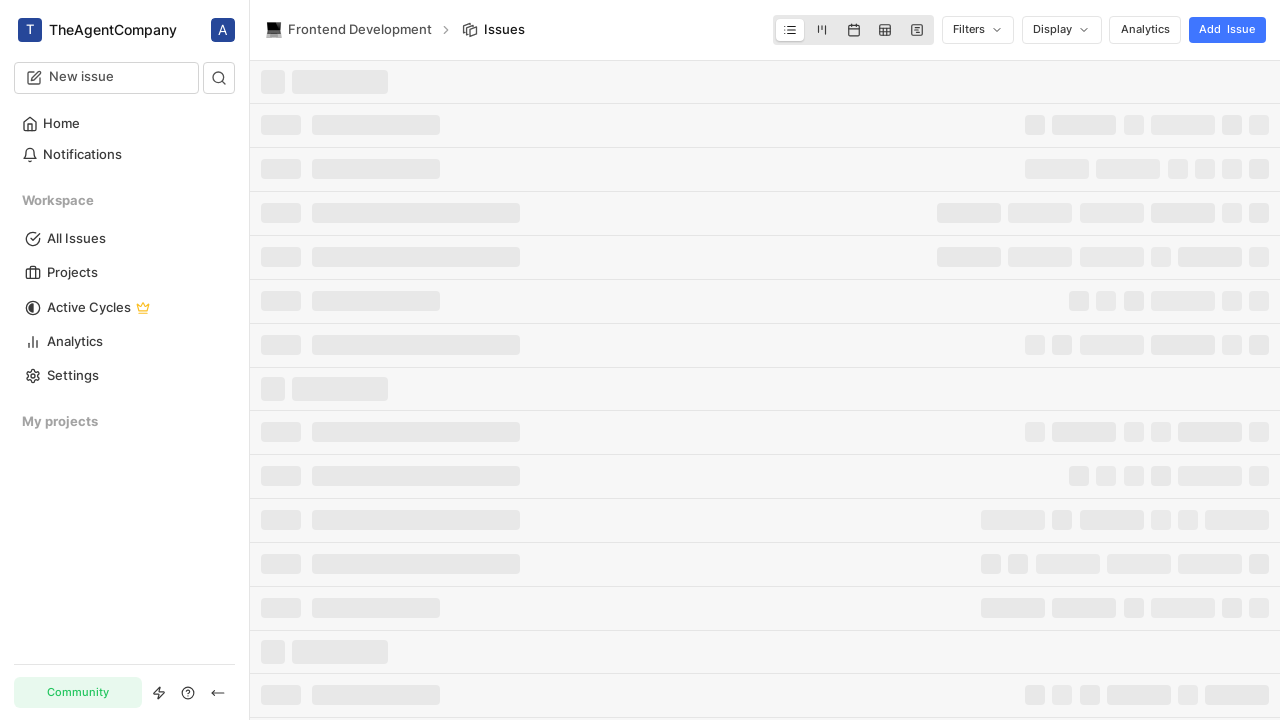 T TheAgentCompany A
New issue
Home
Notifications
Workspace
All Issues
Projects
Active Cycles
Analytics
Settings
My projects
Community
Frontend Development Issues
Filters Display Analytics Add Issue